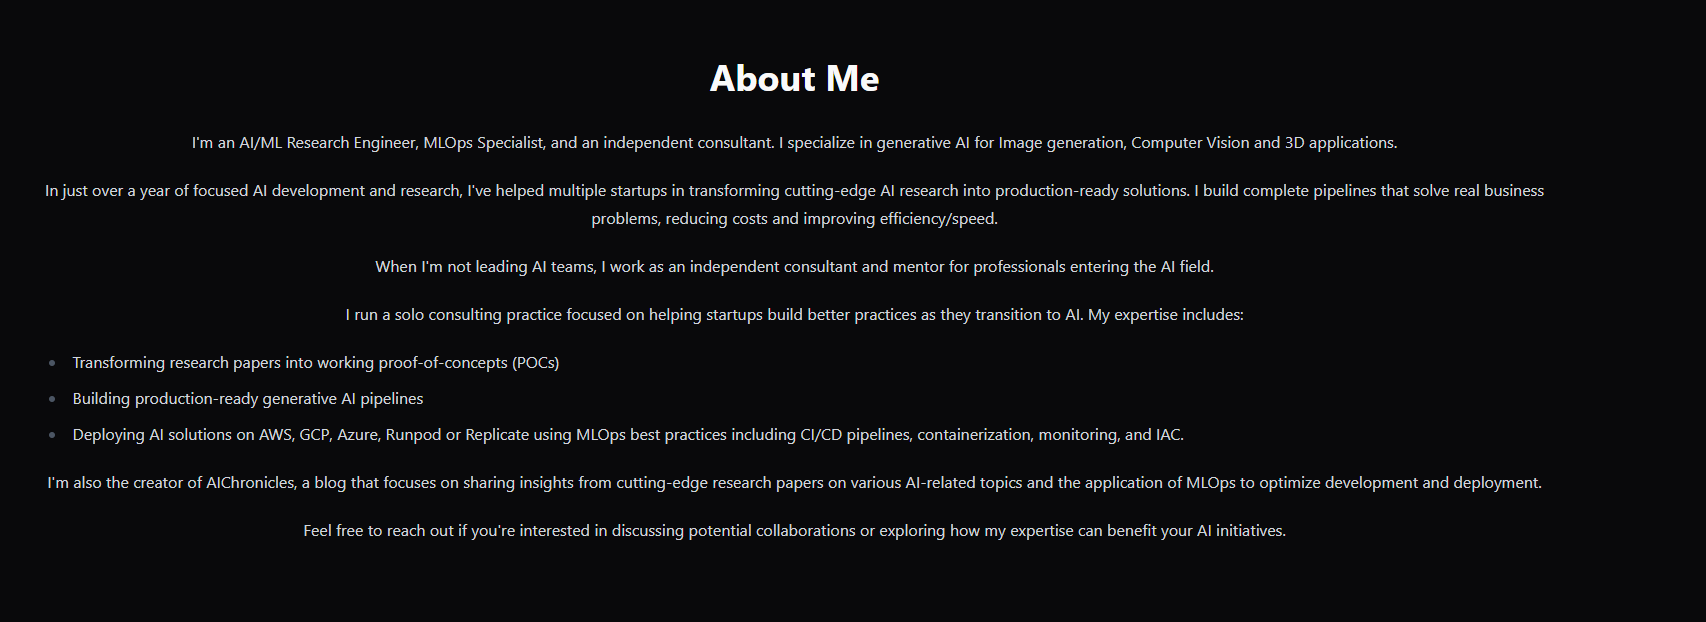 About Me
I'm an AI/ML Research Engineer, MLOps Specialist, and an independent consultant. I specialize in generative AI for Image generation, Computer Vision and 3D applications.
In just over a year of focused AI development and research, I've helped multiple startups in transforming cutting-edge AI research into production-ready solutions. I build complete pipelines that solve real business
problems, reducing costs and improving efficiency/speed.
When I'm not leading AI teams, I work as an independent consultant and mentor for professionals entering the AI field.
I run a solo consulting practice focused on helping startups build better practices as they transition to AI. My expertise includes:
• Transforming research papers into working proof-of-concepts (POCs)
• Building production-ready generative AI pipelines
• Deploying AI solutions on AWS, GCP, Azure, Runpod or Replicate using MLOps best practices including CI/CD pipelines, containerization, monitoring, and IAC.
I'm also the creator of AIChronicles, a blog that focuses on sharing insights from cutting-edge research papers on various AI-related topics and the application of MLOps to optimize development and deployment.
Feel free to reach out if you're interested in discussing potential collaborations or exploring how my expertise can benefit your AI initiatives.